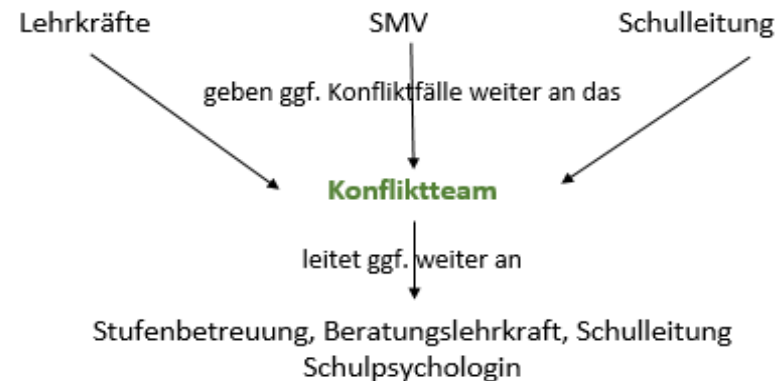 Lehrkräfte SMV Schulleitung
geben ggf. Konfliktfälle weiter an das
Konfliktteam
leitet ggf. weiter an
Stufenbetreuung, Beratungslehrkraft, Schulleitung
Schulpsychologin